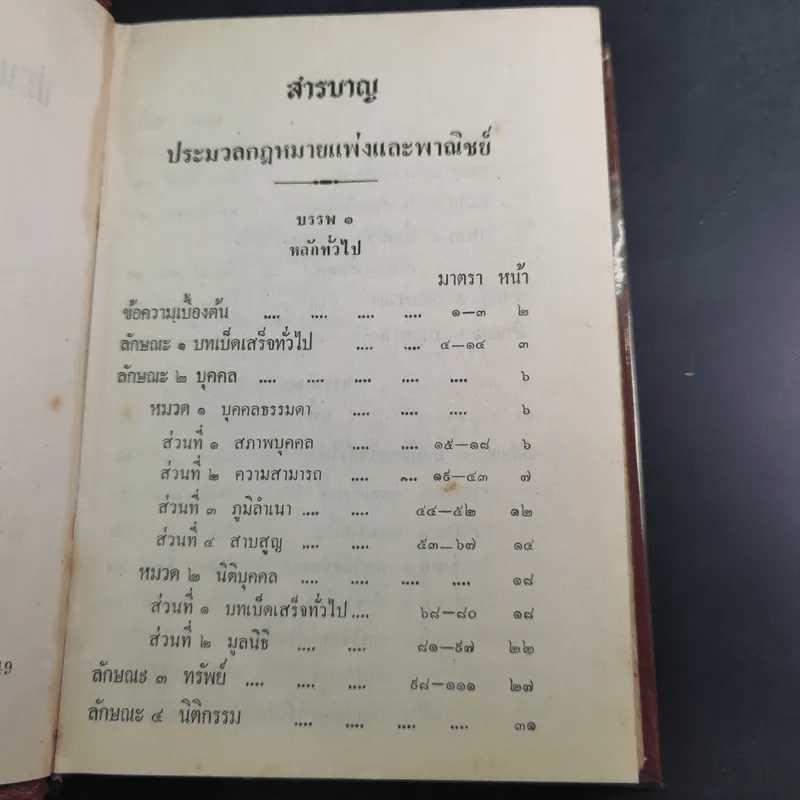 สำรบาญ
ประมวลกฎหมายแพ่งและพาณิชย์
บรรพ ๑
หลักทั่วไป
มาตรา หน้า
ข้อความเบื้องต้น .... .... .... .... ๑—๓ ๒
ลักษณะ ๑ บทเบ็ดเสร็จทั่วไป .... .... ๔—๑๔ ๓
ลักษณะ ๒ บุคคล .... .... .... .... .... ๖
หมวด ๑ บุคคลธรรมดา .... .... .... ๖
ส่วนที่ ๑ สภาพบุคคล .... .... ๑๕—๑๘ ๖
ส่วนที่ ๒ ความสามารถ .... .... ๑๙—๔๓ ๗
ส่วนที่ ๓ ภูมิลำเนา .... .... ๔๔—๕๒ ๑๒
ส่วนที่ ๔ สาบสูญ .... .... ๕๓—๖๗ ๑๔
หมวด ๒ นิติบุคคล .... .... .... .... ๑๘
ส่วนที่ ๑ บทเบ็ดเสร็จทั่วไป .... ๖๘—๘๐ ๑๘
ส่วนที่ ๒ มูลนิธิ .... .... ๘๑—๙๗ ๒๒
ลักษณะ ๓ ทรัพย์ .... .... .... ๙๘—๑๑๑ ๒๗
ลักษณะ ๔ นิติกรรม .... .... .... .... ๓๑